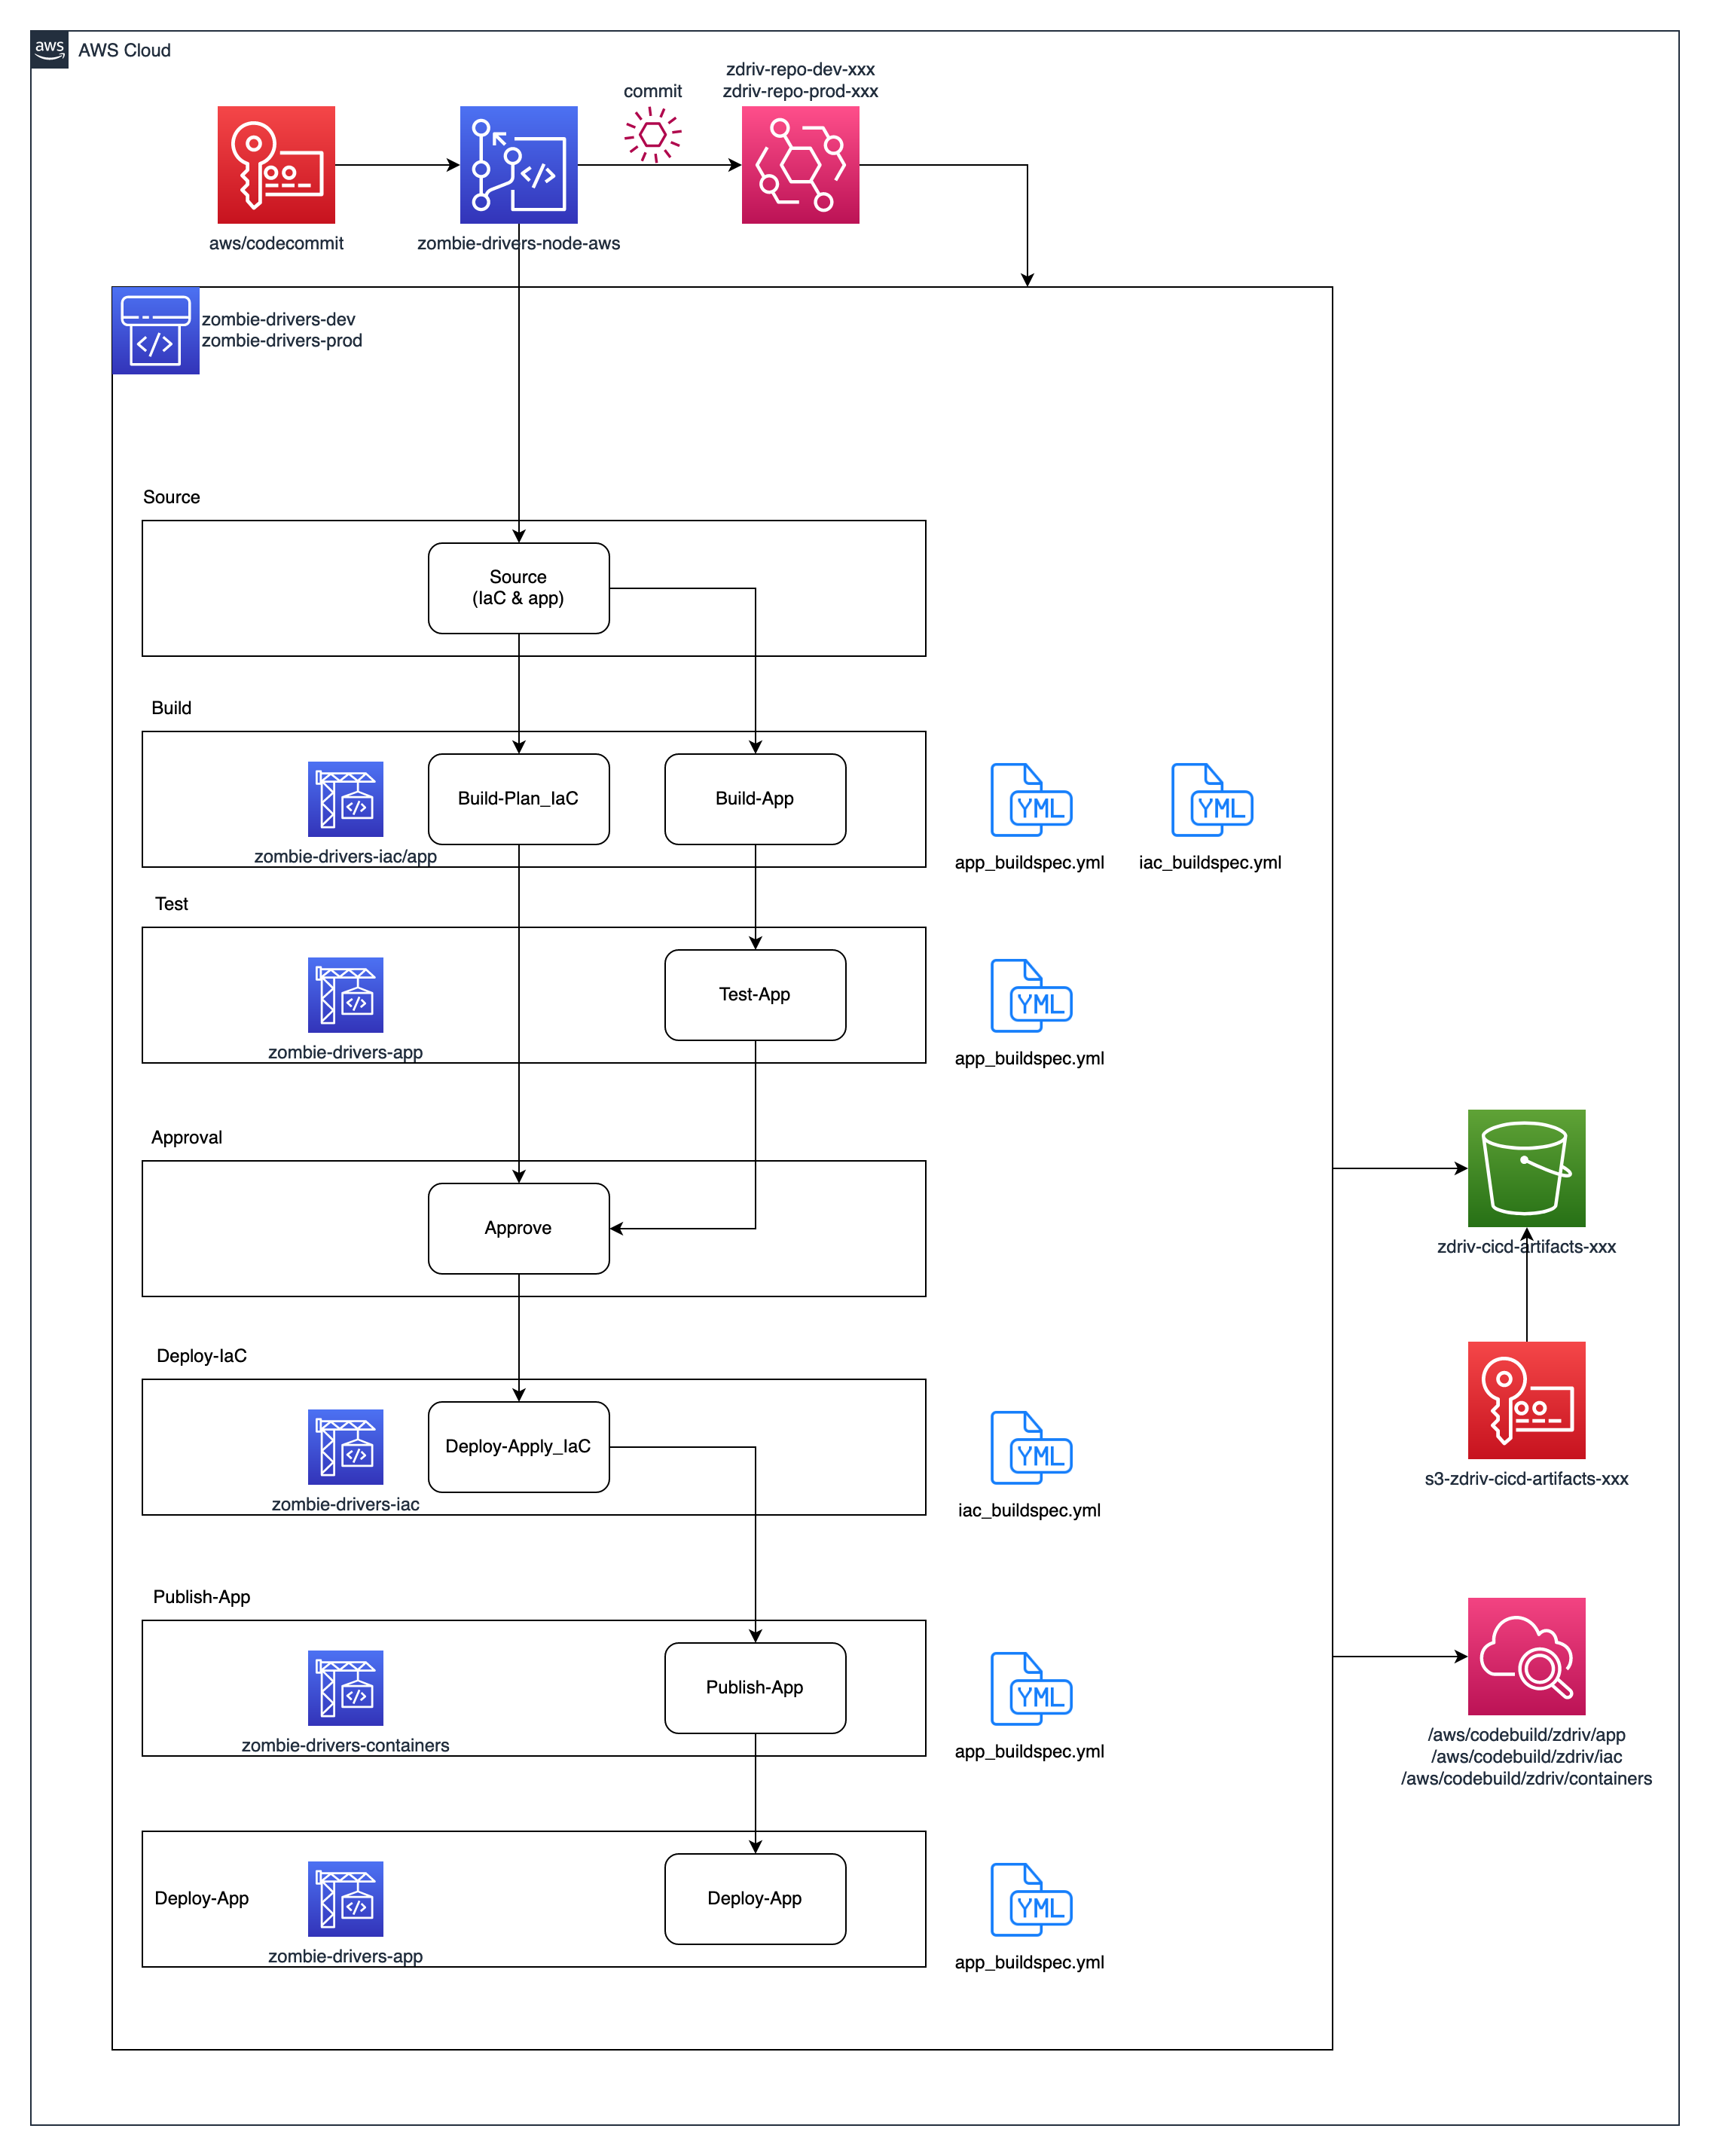 aws
AWS Cloud
zdriv-repo-dev-xxx
zdriv-repo-prod-xxx
commit
aws/codecommit
zombie-drivers-node-aws
zombie-drivers-dev
zombie-drivers-prod
Source
Source
(IaC & app)
Build
Build-Plan_IaC
Build-App
YML
YML
zombie-drivers-iac/app
app_buildspec.yml
iac_buildspec.yml
Test
Test-App
YML
zombie-drivers-app
app_buildspec.yml
Approval
Approve
zdriv-cicd-artifacts-xxx
Deploy-IaC
Deploy-Apply_IaC
YML
zombie-drivers-iac
iac_buildspec.yml
s3-zdriv-cicd-artifacts-xxx
Publish-App
Publish-App
YML
zombie-drivers-containers
app_buildspec.yml
/aws/codebuild/zdriv/app
/aws/codebuild/zdriv/iac
/aws/codebuild/zdriv/containers
Deploy-App
Deploy-App
YML
zombie-drivers-app
app_buildspec.yml